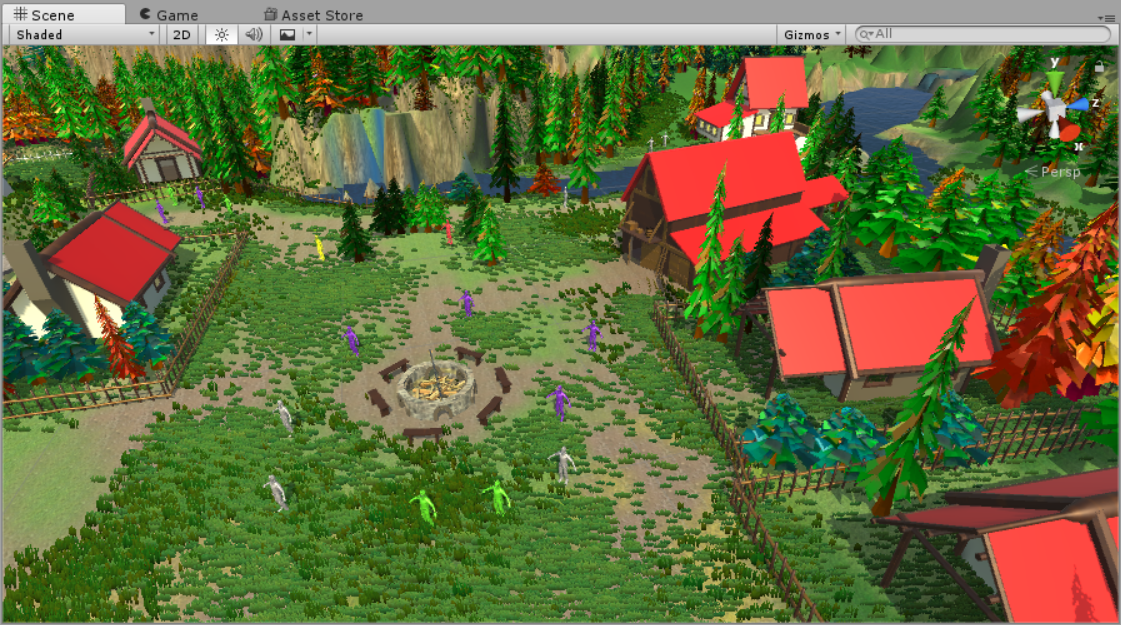 Scene Game Asset Store
Shaded 2D Gizmos All
y
z
x
Persp